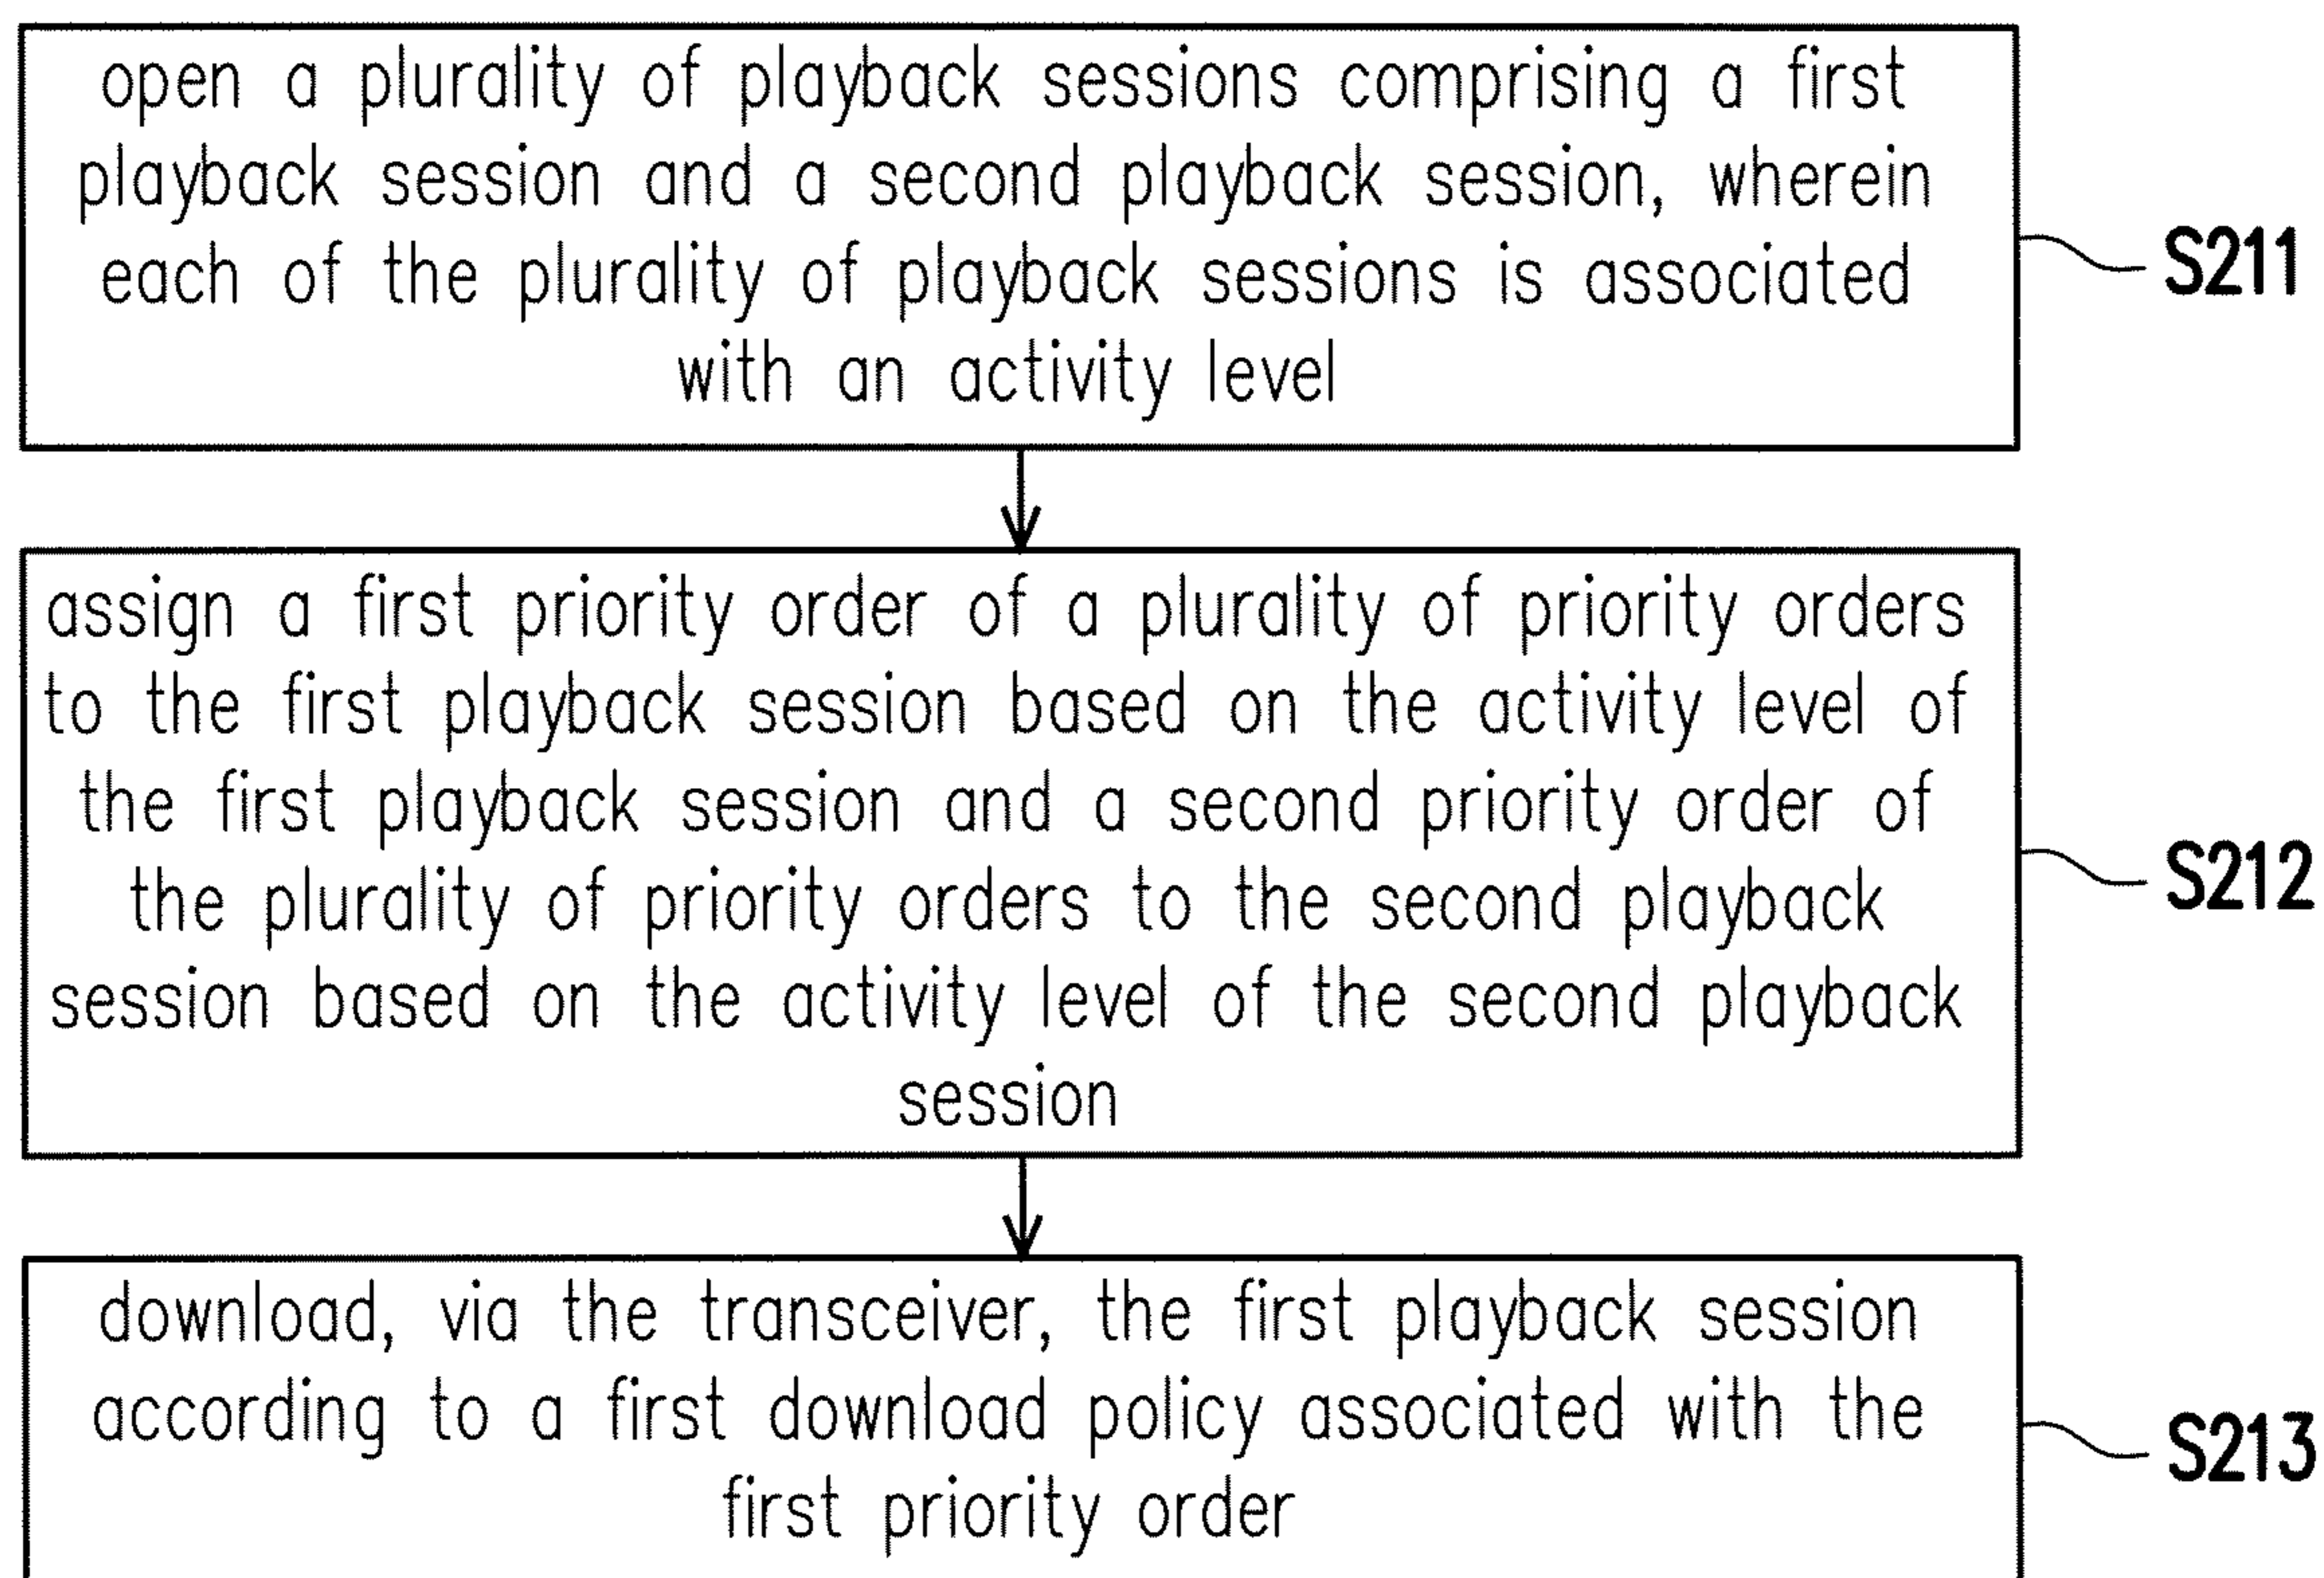 open a plurality of playback sessions comprising a first
playback session and a second playback session, wherein
each of the plurality of playback sessions is associated
with an activity level
S211
assign a first priority order of a plurality of priority orders
to the first playback session based on the activity level of
the first playback session and a second priority order of
the plurality of priority orders to the second playback
session based on the activity level of the second playback
session
S212
download, via the transceiver, the first playback session
according to a first download policy associated with the
first priority order
S213